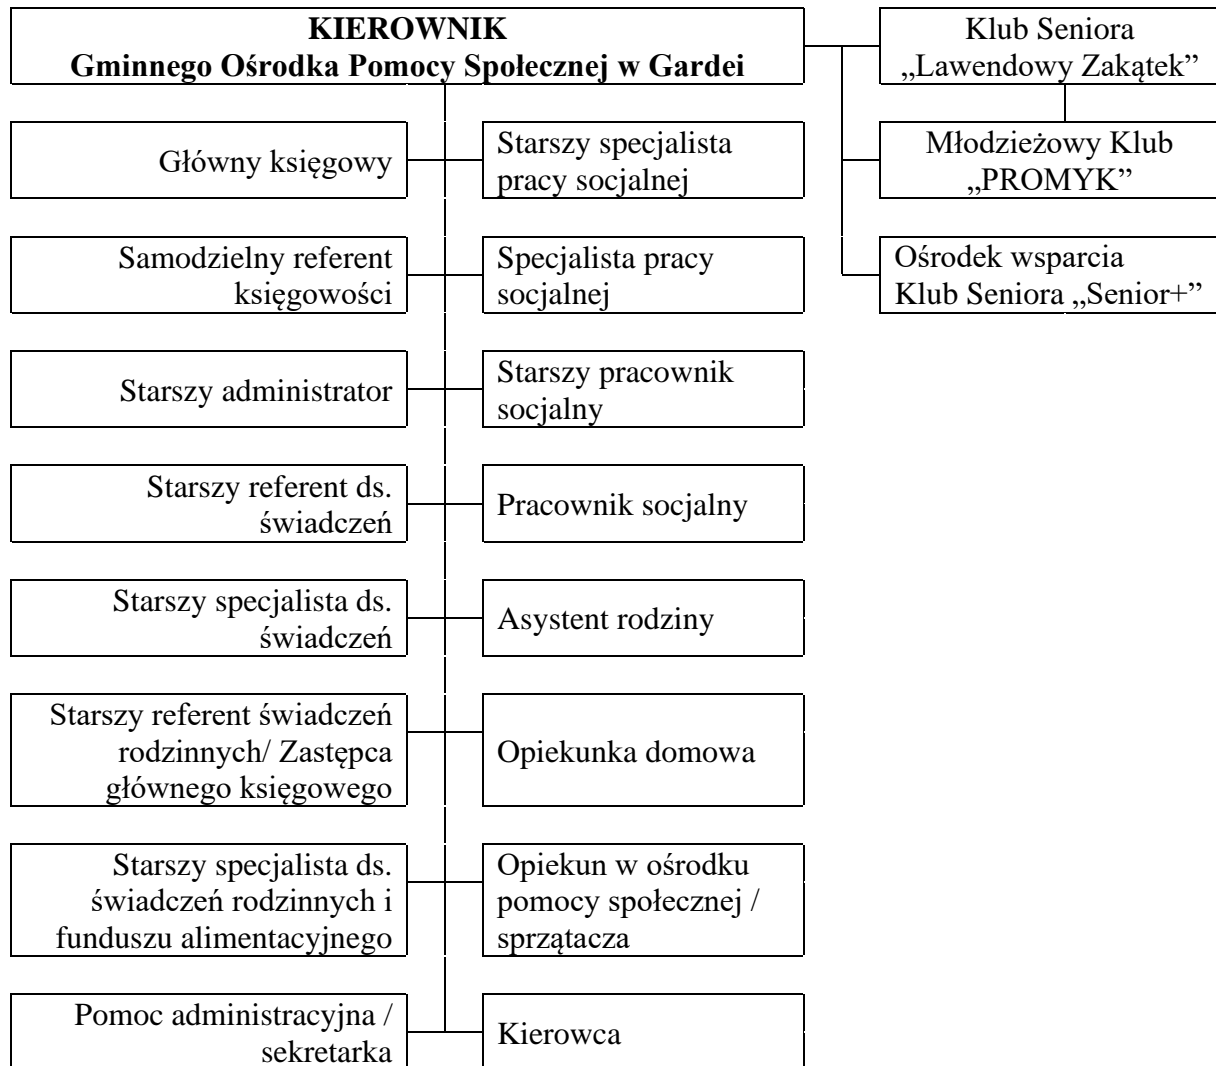 KIEROWNIK
Gminnego Ośrodka Pomocy Społecznej w Gardei
Klub Seniora
„Lawendowy Zakątek”
Główny księgowy
Starszy specjalista
pracy socjalnej
Młodzieżowy Klub
„PROMYK”
Samodzielny referent
księgowości
Specjalista pracy
socjalnej
Ośrodek wsparcia
Klub Seniora „Senior+”
Starszy administrator
Starszy pracownik
socjalny
Starszy referent ds.
świadczeń
Pracownik socjalny
Starszy specjalista ds.
świadczeń
Asystent rodziny
Starszy referent świadczeń
rodzinnych/ Zastępca
głównego księgowego
Opiekunka domowa
Starszy specjalista ds.
świadczeń rodzinnych i
funduszu alimentacyjnego
Opiekun w ośrodku
pomocy społecznej /
sprzątacza
Pomoc administracyjna /
sekretarka
Kierowca